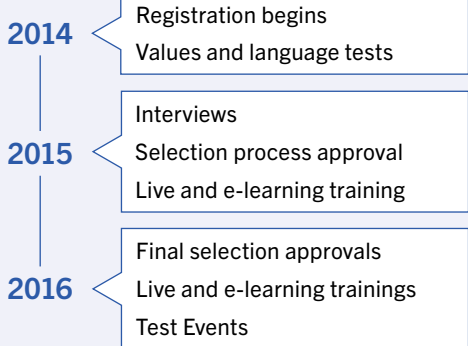 2014
Registration begins
Values and language tests
2015
Interviews
Selection process approval
Live and e-learning training
2016
Final selection approvals
Live and e-learning trainings
Test Events